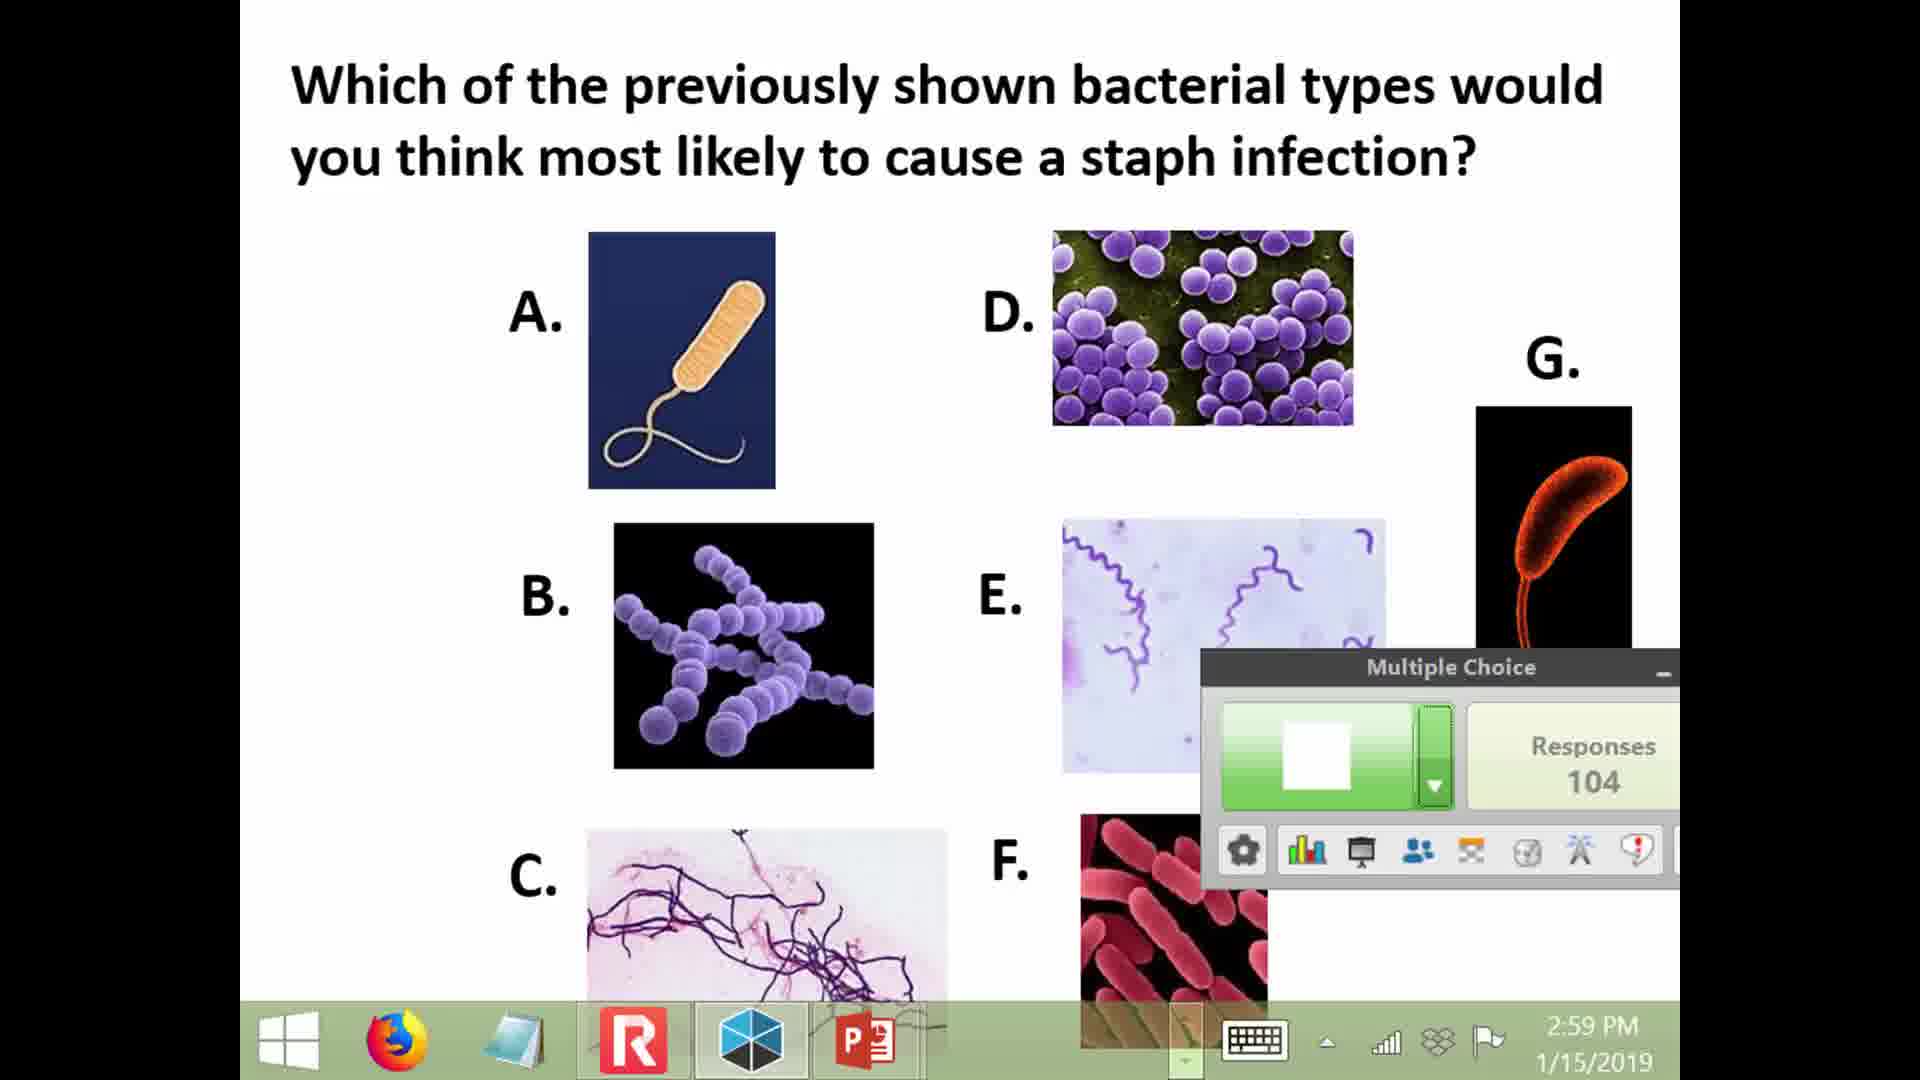 Which of the previously shown bacterial types would
you think most likely to cause a staph infection?
A.
D.
G.
B.
E.
Multiple Choice
Responses
104
C.
F.
R
P
2:59 PM
1/15/2019